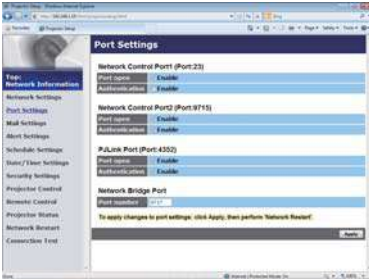 Port Settings
Top:
Network Information
Network Settings
Port Settings
Mail Settings
Alert Settings
Schedule Settings
Date/Time Settings
Security Settings
Projector Control
Remote Control
Projector Status
Network Restart
Connection Test
Network Control Port1 (Port:23)
Port open Enable
Authentication Enable
Network Control Port2 (Port:9715)
Port open Enable
Authentication Enable
PJLink Port (Port:4352)
Port open Enable
Authentication Enable
Network Bridge Port
Port number
To apply changes to port settings, click Apply, then perform 'Network Restart'.
Apply